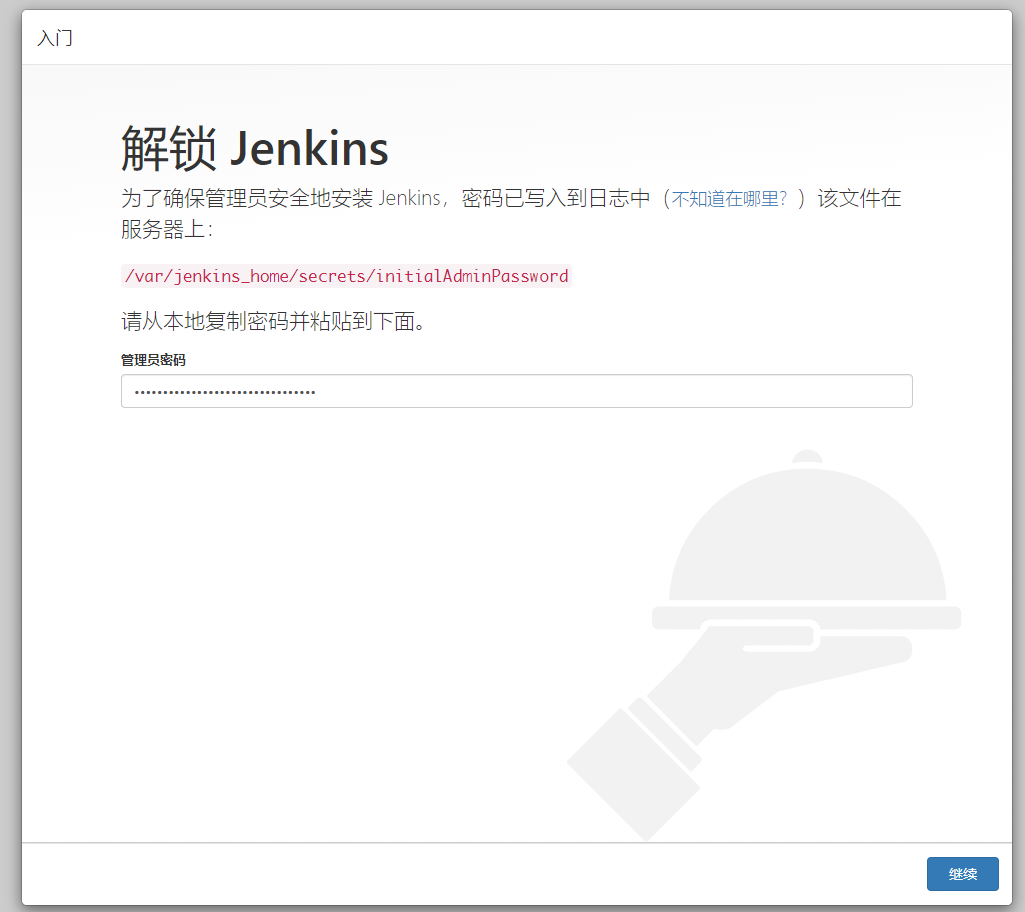 入门
解锁 Jenkins
为了确保管理员安全地安装 Jenkins，密码已写入到日志中（不知道在哪里？）该文件在
服务器上：
/var/jenkins_home/secrets/initialAdminPassword
请从本地复制密码并粘贴到下面。
管理员密码
••••••••••••••••••••••••••••••••
继续